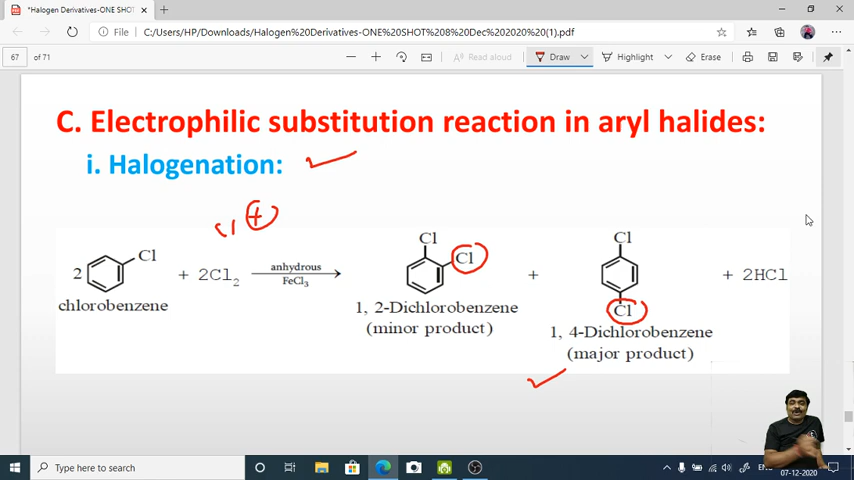 *Halogen Derivatives-ONE SHOT
File
C:/Users/HP/Downloads/Halogen%20Derivatives-ONE%20SHOT%208%20Dec%202020%20(1).pdf
67 of 71
Read aloud
Draw
Highlight
Erase
C. Electrophilic substitution reaction in aryl halides:
i. Halogenation:
Cl +
2 Cl + 2Cl2 anhydrous FeCl3 Cl Cl + Cl Cl + 2HCl
chlorobenzene
1, 2-Dichlorobenzene
(minor product)
1, 4-Dichlorobenzene
(major product)
Type here to search
07-12-2020